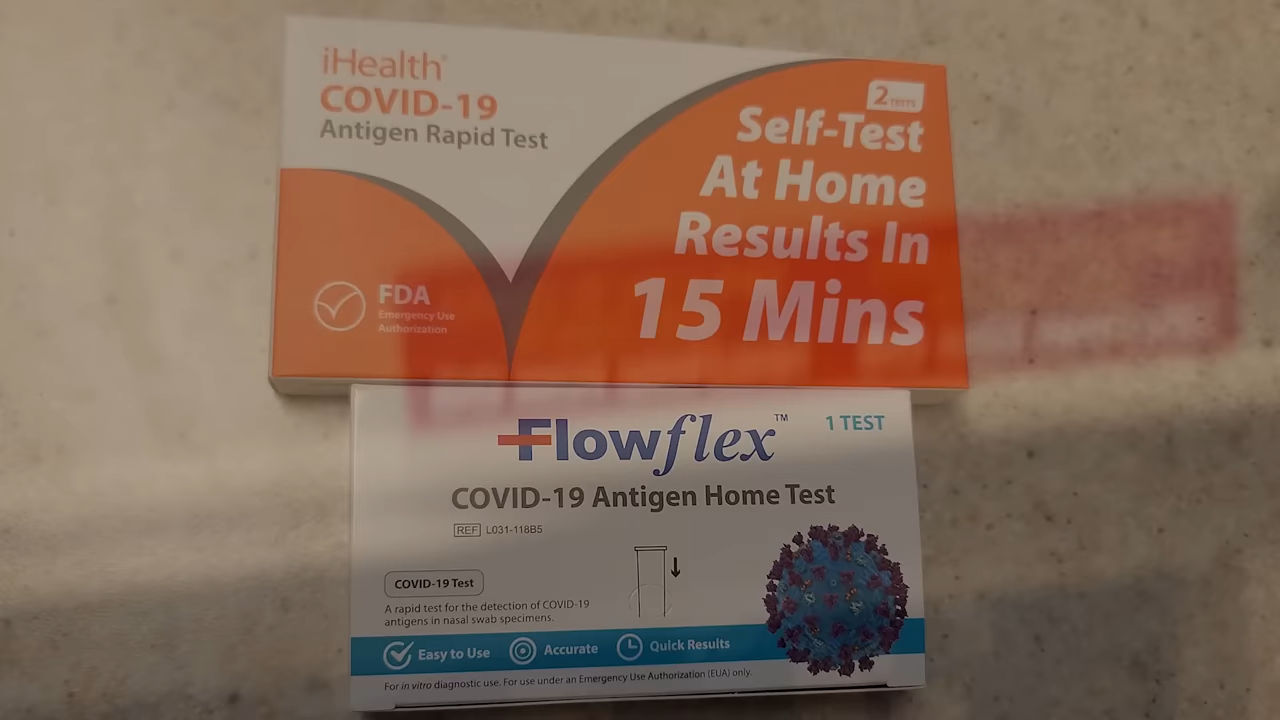 iHealth®
COVID-19
Antigen Rapid Test
2 TESTS
Self-Test
At Home
Results In
15 Mins
FDA
Emergency Use
Authorization
Flowflex™
1 TEST
COVID-19 Antigen Home Test
REF L031-118B5
COVID-19 Test
A rapid test for the detection of COVID-19
antigens in nasal swab specimens.
Easy to Use
Accurate
Quick Results
For in vitro diagnostic use. For use under an Emergency Use Authorization (EUA) only.